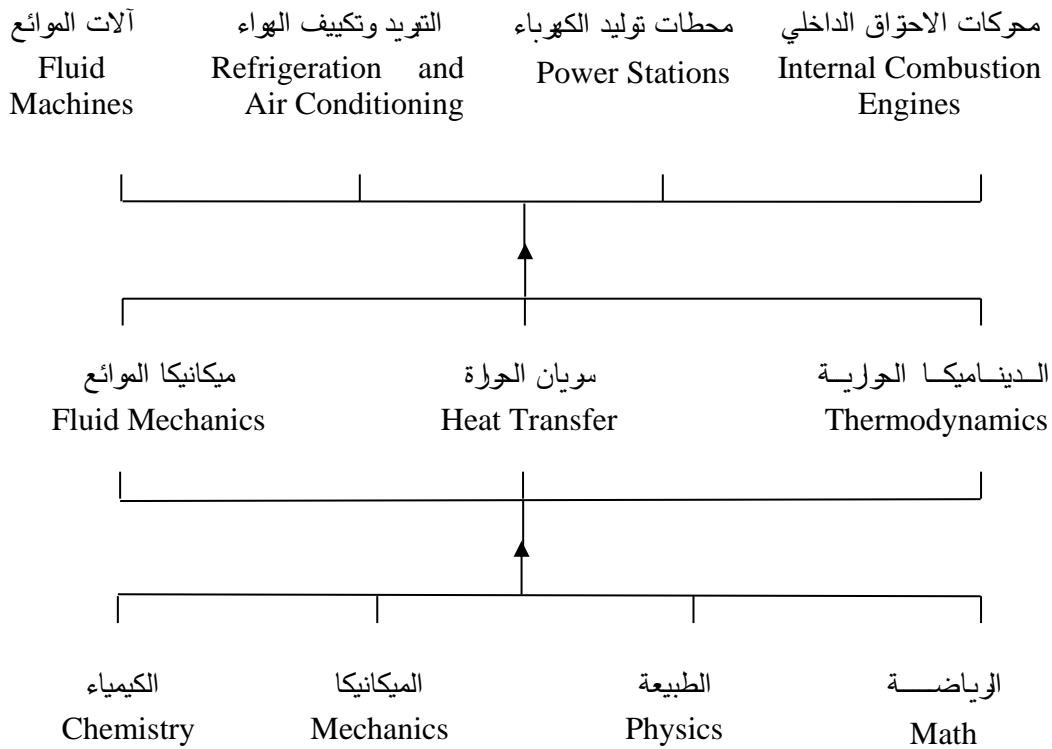 آلات الموائع
Fluid
Machines
التبريد وتكييف الهواء
Refrigeration and
Air Conditioning
محطات توليد الكهرباء
Power Stations
محركات الاحتراق الداخلي
Internal Combustion
Engines
ميكانيكا الموائع
Fluid Mechanics
سريان الحرارة
Heat Transfer
الديناميكا الحرارية
Thermodynamics
الكيمياء
Chemistry
الميكانيكا
Mechanics
الطبيعة
Physics
الرياضة
Math